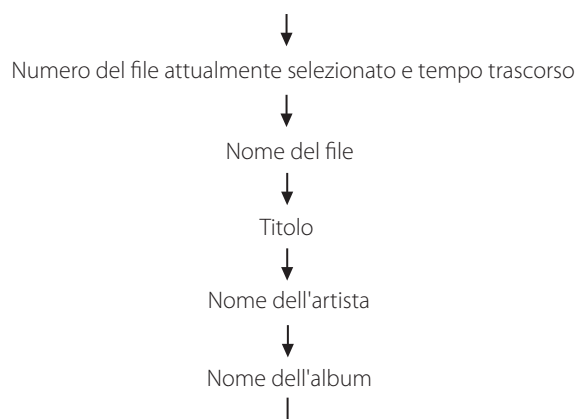 Numero del file attualmente selezionato e tempo trascorso
Nome del file
Titolo
Nome dell'artista
Nome dell'album